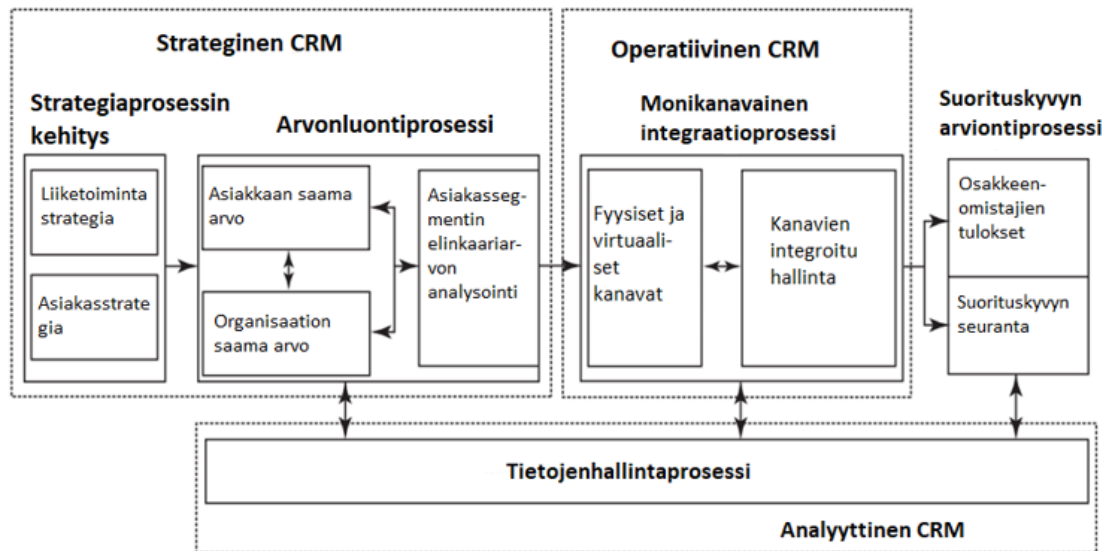 Strateginen CRM
Operatiivinen CRM
Strategiaprosessin
kehitys
Arvonluontiprosessi
Monikanavainen
integraatioprosessi
Suorituskyvyn
arviontiprosessi
Liiketoiminta
strategia
Asiakasstrate
gia
Asiakkaan saama
arvo
Organisaation
saama arvo
Asiakasseg-
mentin
elinkaariar-
von
analysointi
Fyysiset ja
virtuaali-
set
kanavat
Kanavien
integroitu
hallinta
Osakkeen-
omistajien
tulokset
Suorituskyvyn
seuranta
Tietojenhallintaprosessi
Analyyttinen CRM